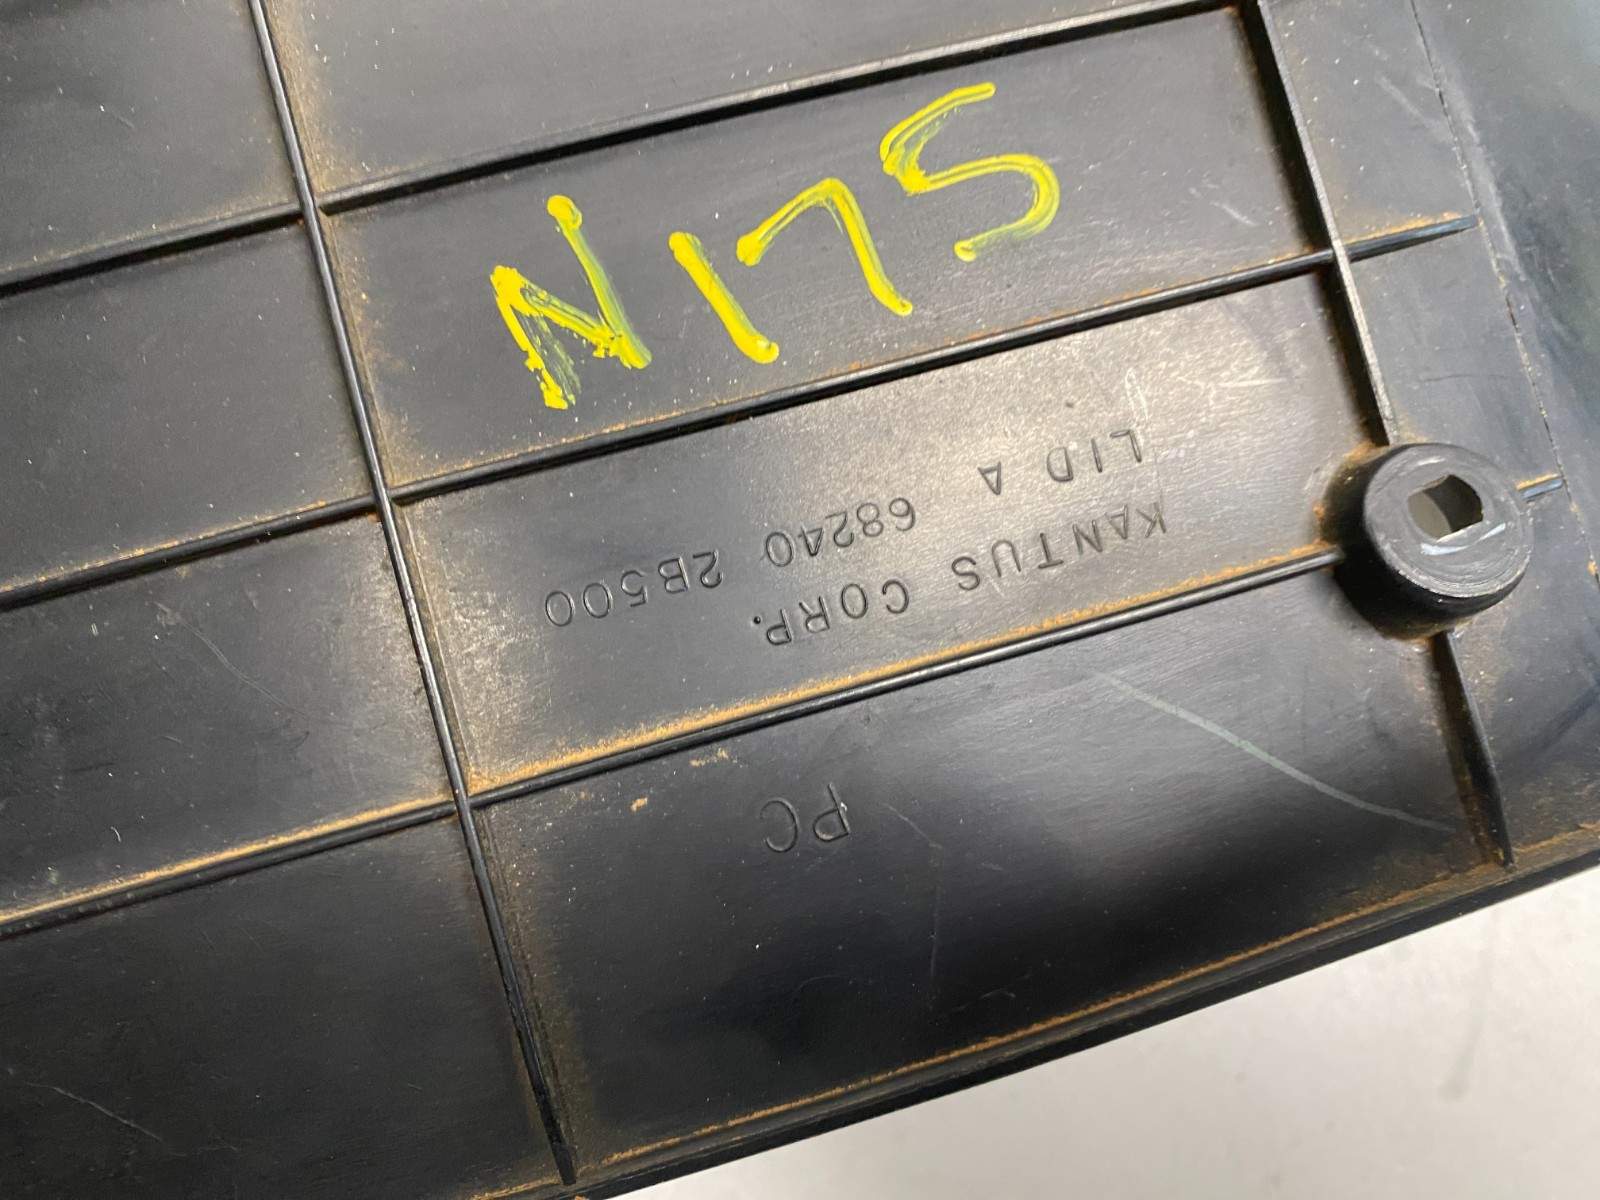 N175
PC
KANTUS CORP.
68240 2B500
LID A